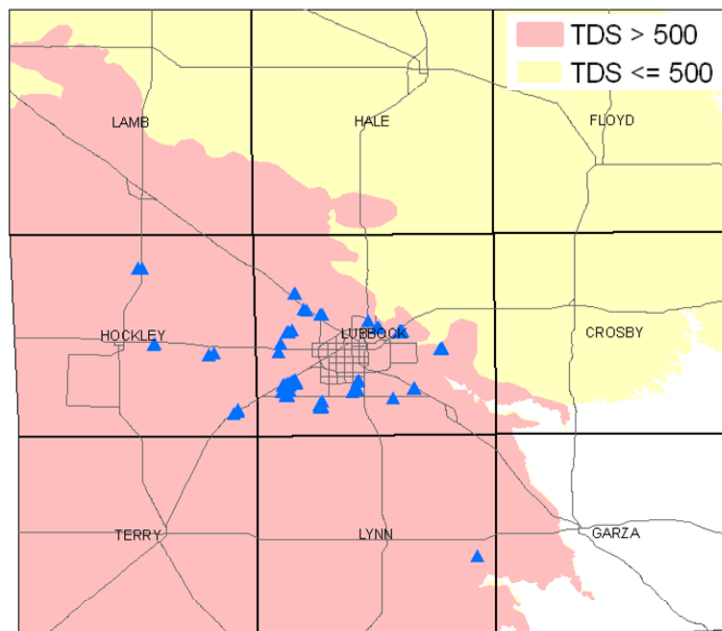 TDS > 500
TDS <= 500
LAMB
HALE
FLOYD
HOCKLEY
LUBBOCK
CROSBY
TERRY
LYNN
GARZA